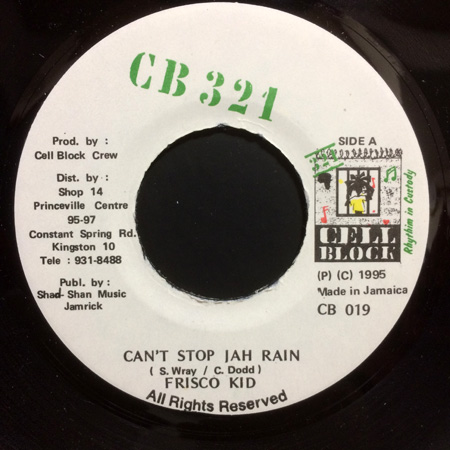 CB 321
Prod. by :
Cell Block Crew
Dist. by :
Shop 14
Princeville Centre
95-97
Constant Spring Rd.
Kingston 10
Tele : 931-8488
Publ. by :
Shad-Shan Music
Jamrick
SIDE A
CELL
BLOCK
Rhythim in Custody
(P) (C) 1995
Made in Jamaica
CB 019
CAN'T STOP JAH RAIN
( S. Wray / C. Dodd )
FRISCO KID
All Rights Reserved